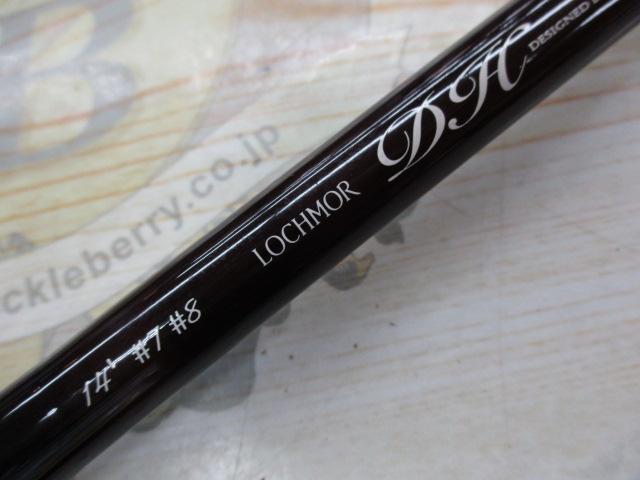 DH DESIGNED
LOCHMOR
14' #7 #8
B
ckleberry.co.jp